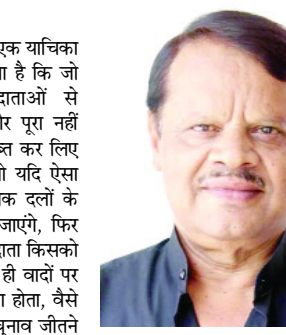 एक याचिका
है कि जो
दाताओं से
पूरा नहीं
कर लिए
यदि ऐसा
दलों के
जाएंगे, फिर
दाता किसको
ही वादों पर
होता, वैसे
चुनाव जीतने